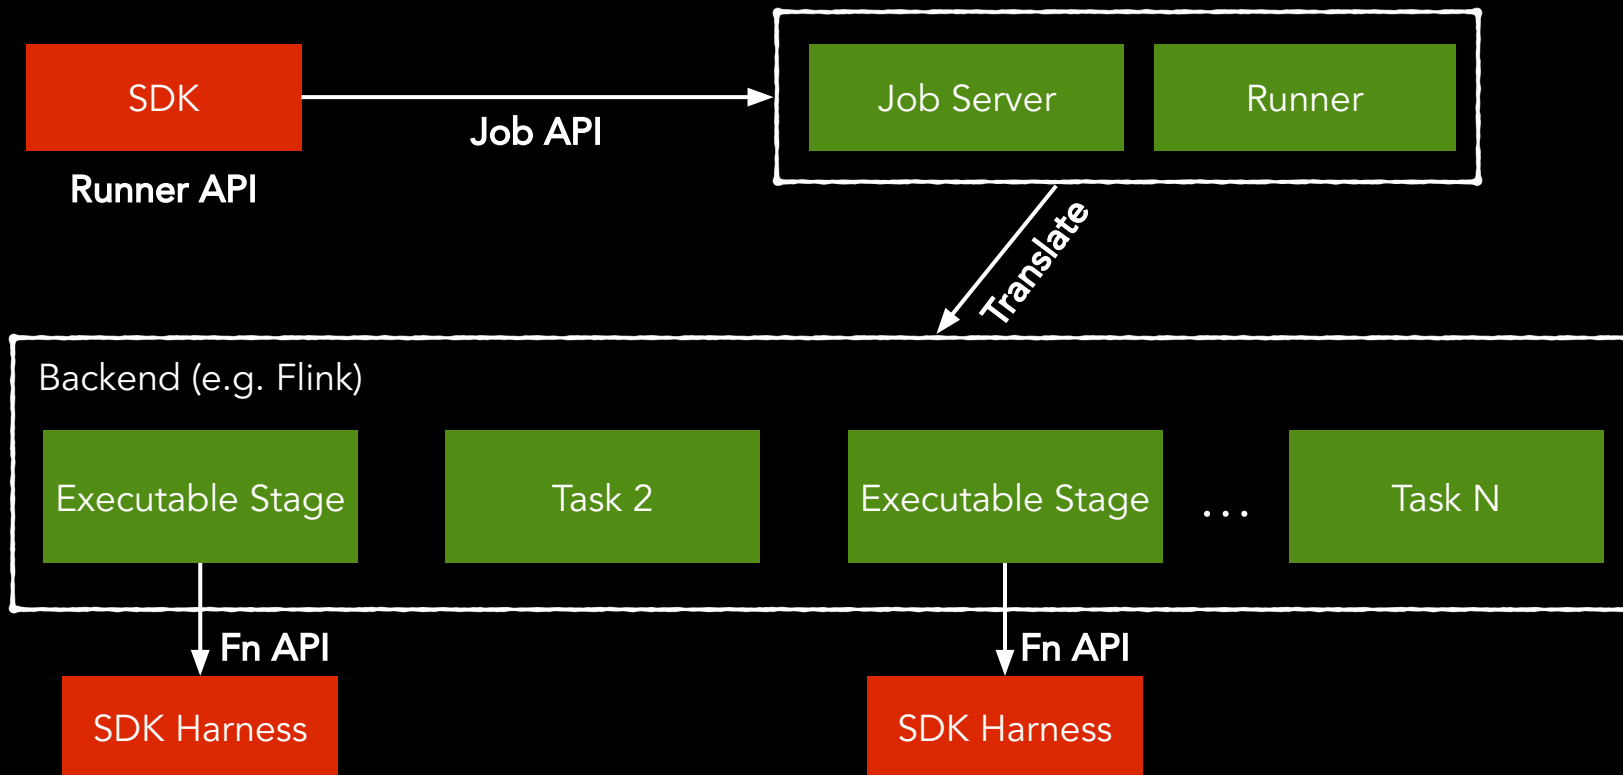 SDK
Job API
Runner API
Job Server
Runner
Translate
Backend (e.g. Flink)
Executable Stage
Task 2
Executable Stage
...
Task N
Fn API
Fn API
SDK Harness
SDK Harness